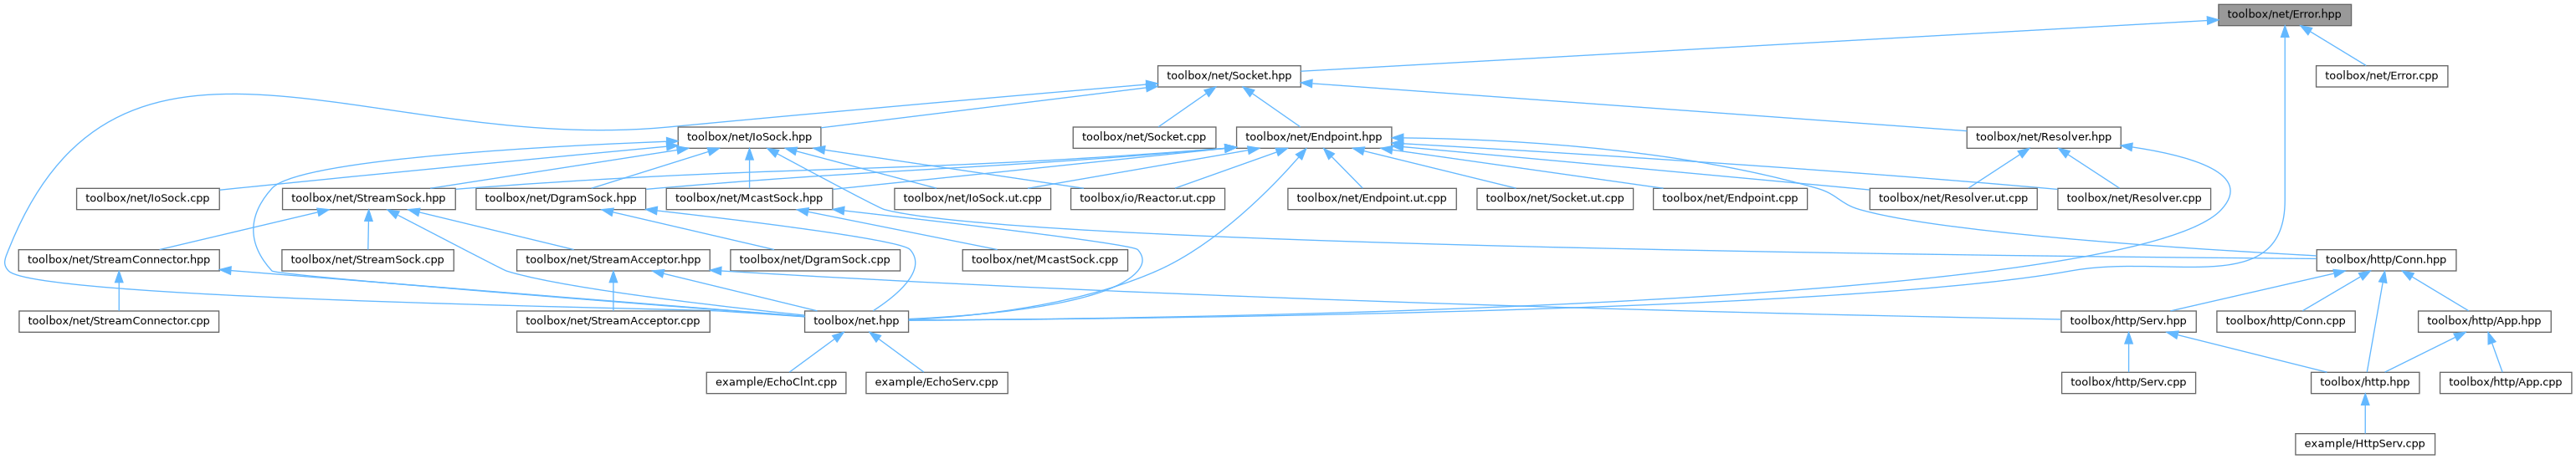 toolbox/net/Error.hpp
toolbox/net/Socket.hpp
toolbox/net/Error.cpp
toolbox/net/IoSock.hpp
toolbox/net/Socket.cpp
toolbox/net/Endpoint.hpp
toolbox/net/Resolver.hpp
toolbox/net/IoSock.cpp
toolbox/net/StreamSock.hpp
toolbox/net/DgramSock.hpp
toolbox/net/McastSock.hpp
toolbox/net/IoSock.ut.cpp
toolbox/io/Reactor.ut.cpp
toolbox/net/Endpoint.ut.cpp
toolbox/net/Socket.ut.cpp
toolbox/net/Endpoint.cpp
toolbox/net/Resolver.ut.cpp
toolbox/net/Resolver.cpp
toolbox/net/StreamConnector.hpp
toolbox/net/StreamSock.cpp
toolbox/net/StreamAcceptor.hpp
toolbox/net/DgramSock.cpp
toolbox/net/McastSock.cpp
toolbox/http/Conn.hpp
toolbox/net/StreamConnector.cpp
toolbox/net/StreamAcceptor.cpp
toolbox/net.hpp
toolbox/http/Serv.hpp
toolbox/http/Conn.cpp
toolbox/http/App.hpp
example/EchoClnt.cpp
example/EchoServ.cpp
toolbox/http/Serv.cpp
toolbox/http.hpp
toolbox/http/App.cpp
example/HttpServ.cpp